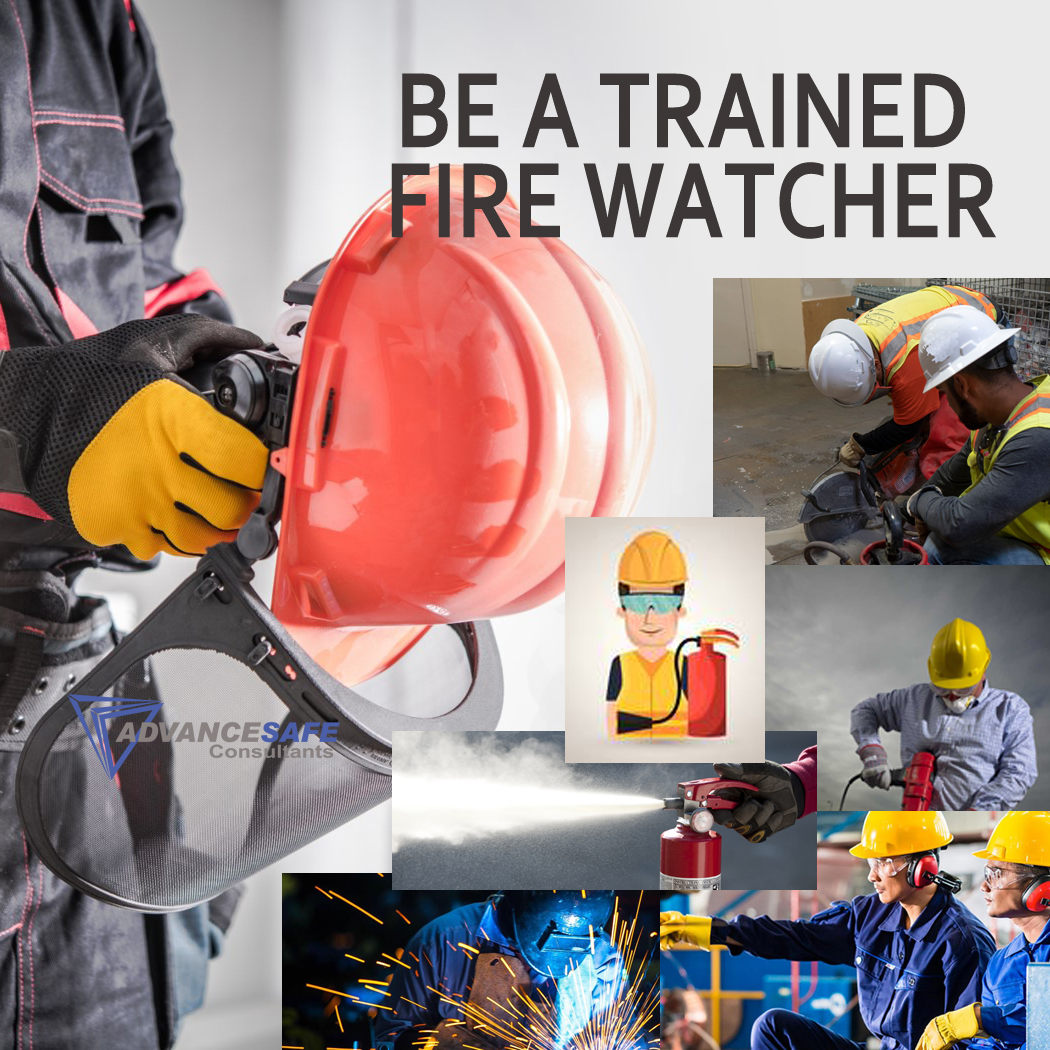 BE A TRAINED
FIRE WATCHER
ADVANCESAFE
Consultants